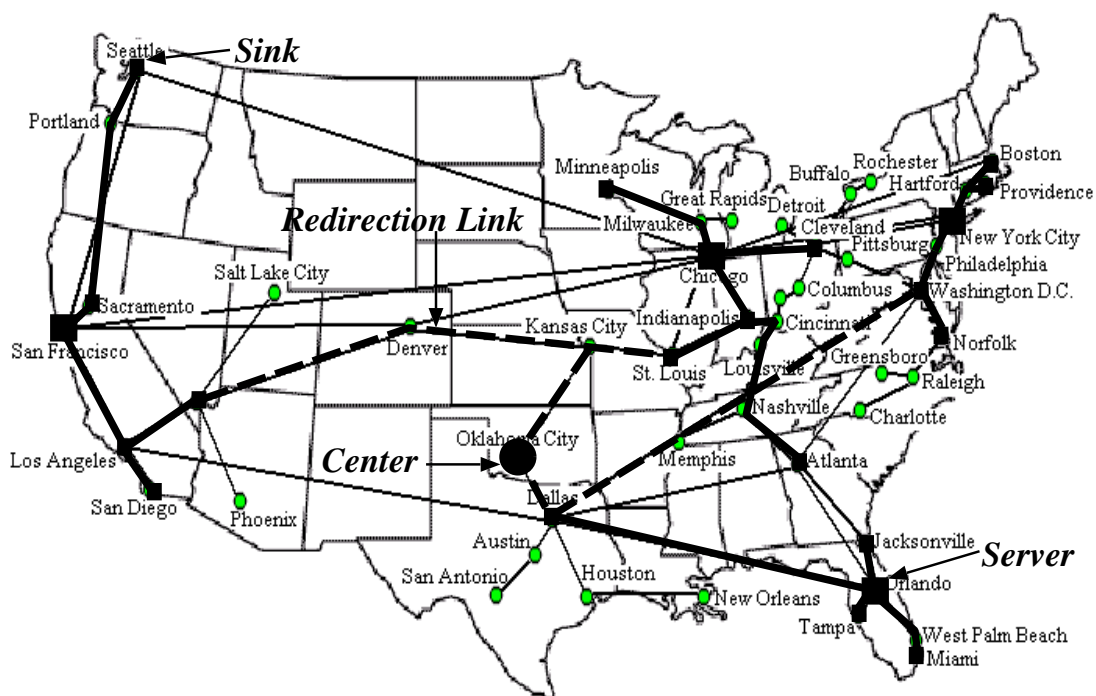 Seattle
Sink
Portland
Minneapolis
Boston
Rochester
Buffalo
Hartford
Providence
Great Rapids
Detroit
Redirection Link
Milwaukee
Cleveland
New York City
Pittsburg
Philadelphia
Salt Lake City
Chicago
Columbus
Washington D.C.
Sacramento
Indianapolis
Cincinnati
Kansas City
San Francisco
Denver
Norfolk
St. Louis
Louisville
Greensboro
Raleigh
Nashville
Charlotte
Oklahoma City
Los Angeles
Center
Memphis
Atlanta
San Diego
Phoenix
Dallas
Austin
Jacksonville
Server
San Antonio
Houston
Orlando
New Orleans
Tampa
West Palm Beach
Miami